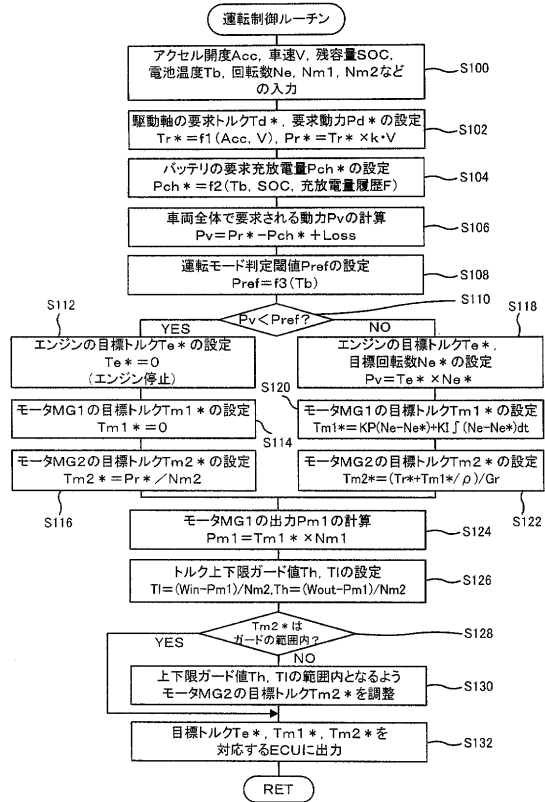 運転制御ルーチン
アクセル開度Acc, 車速V, 残容量SOC,
電池温度Tb, 回転数Ne, Nm1, Nm2など
の入力
S100
駆動軸の要求トルクTd*, 要求動力Pd*の設定
Tr*=f1(Acc, V), Pr*=Tr*×k・V
S102
バッテリの要求充放電量Pch*の設定
Pch*=f2(Tb, SOC, 充放電量履歴F)
S104
車両全体で要求される動力Pvの計算
Pv=Pr*-Pch*+Loss
S106
運転モード判定閾値Prefの設定
Pref=f3(Tb)
S108
Pv<Pref?
S110
YES
NO
S112
エンジンの目標トルクTe*の設定
Te*=0
(エンジン停止)
S118
エンジンの目標トルクTe*,
目標回転数Ne*の設定
Pv=Te*×Ne*
モータMG1の目標トルクTm1*の設定
Tm1*=0
S114
S120
モータMG1の目標トルクTm1*の設定
Tm1*=KP(Ne-Ne*)+KI∫(Ne-Ne*)dt
モータMG2の目標トルクTm2*の設定
Tm2*=Pr*/Nm2
S116
モータMG2の目標トルクTm2*の設定
Tm2*=(Tr*+Tm1*/ρ)/Gr
S122
モータMG1の出力Pm1の計算
Pm1=Tm1*×Nm1
S124
トルク上下限ガード値Th, Tlの設定
Tl=(Win-Pm1)/Nm2,Th=(Wout-Pm1)/Nm2
S126
Tm2*は
ガードの範囲内?
S128
YES
NO
上下限ガード値Th, Tlの範囲内となるよう
モータMG2の目標トルクTm2*を調整
S130
目標トルクTe*, Tm1*, Tm2*を
対応するECUに出力
S132
RET